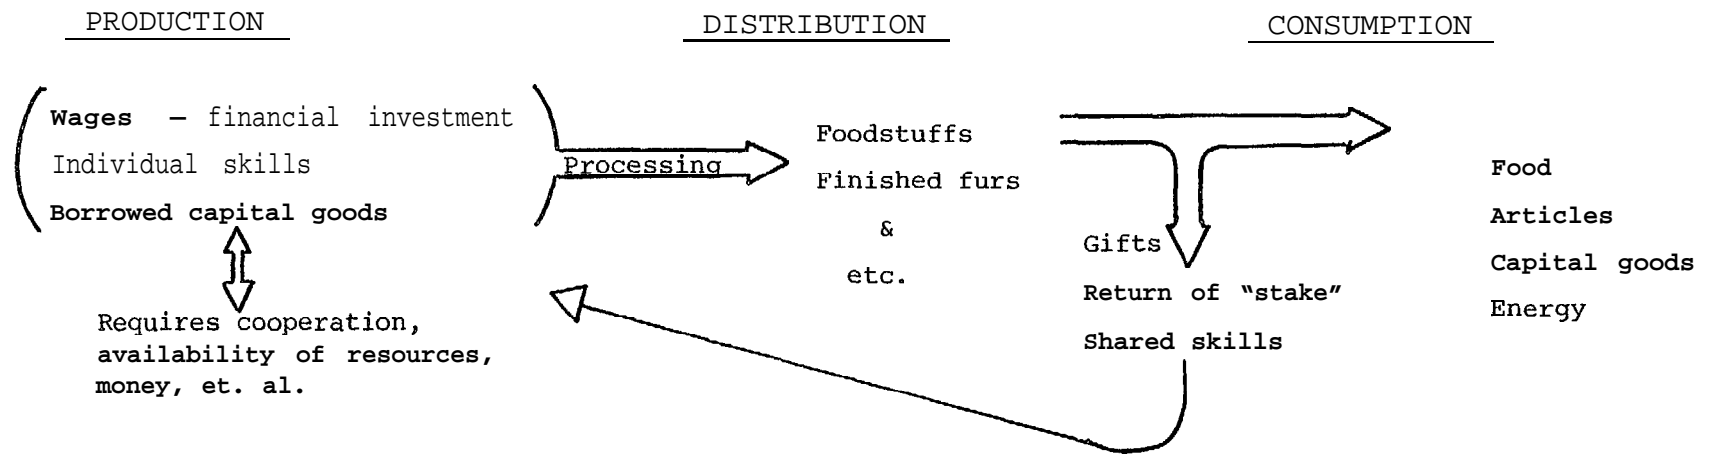 PRODUCTION
DISTRIBUTION
CONSUMPTION
Wages – financial investment
Individual skills
Borrowed capital goods
Requires cooperation,
availability of resources,
money, et. al.
Processing
Foodstuffs
Finished furs
&
etc.
Gifts
Return of “stake”
Shared skills
Food
Articles
Capital goods
Energy